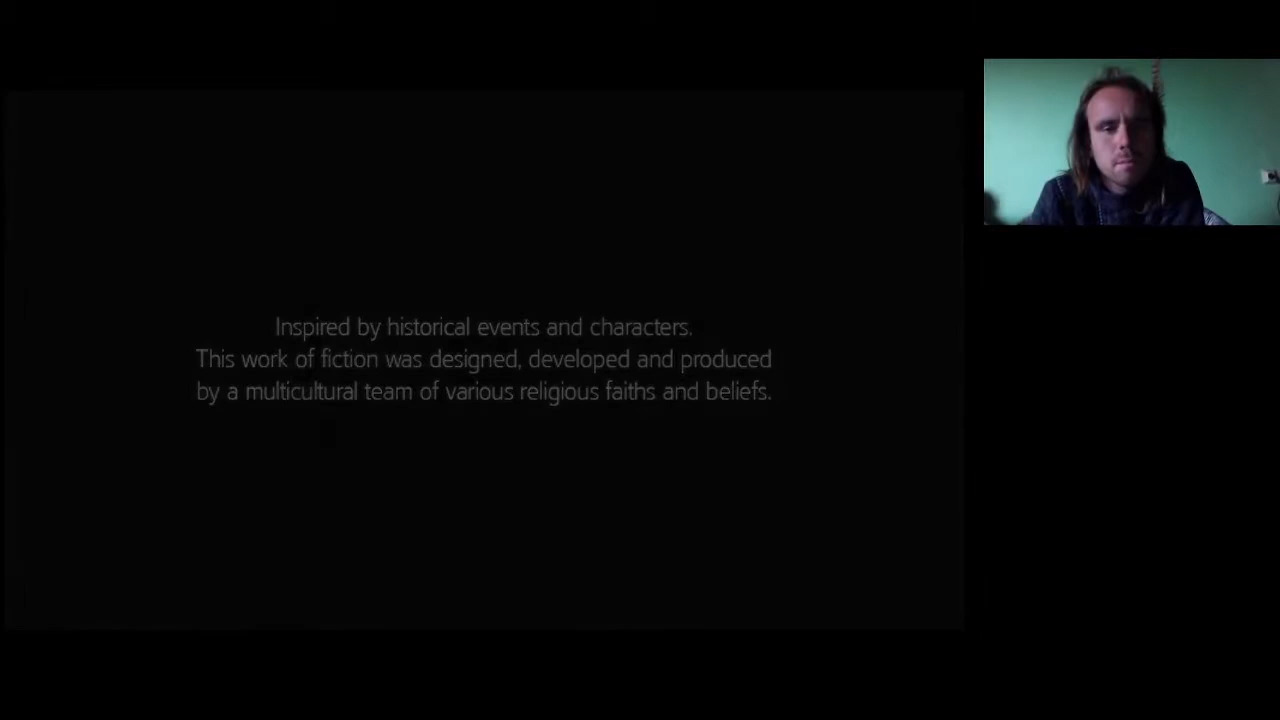 Inspired by historical events and characters.
This work of fiction was designed, developed and produced
by a multicultural team of various religious faiths and beliefs.